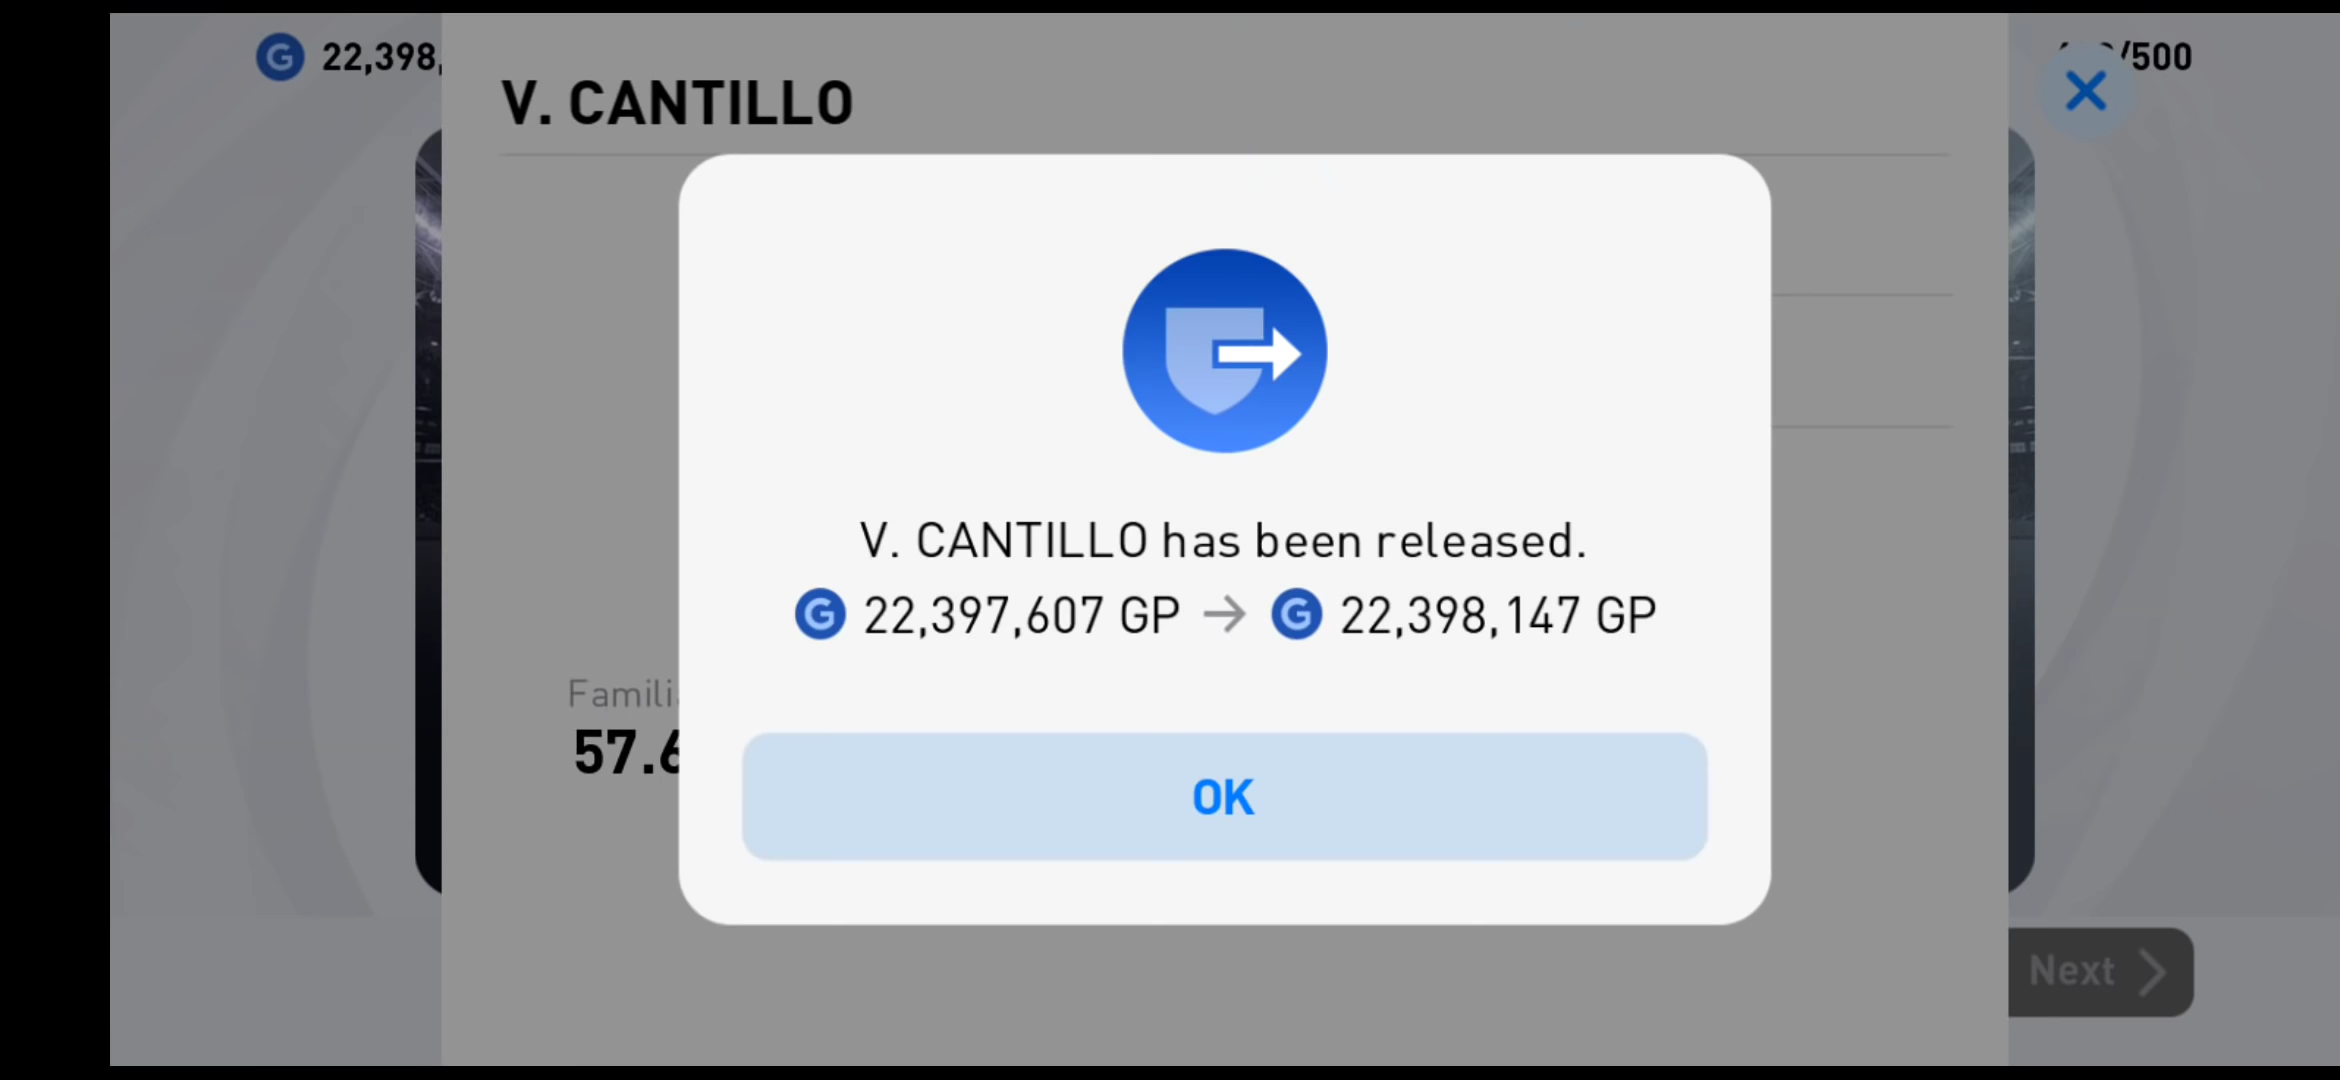 22,398,
/500
V. CANTILLO
V. CANTILLO has been released.
G 22,397,607 GP → G 22,398,147 GP
Famili
57.6
OK
Next